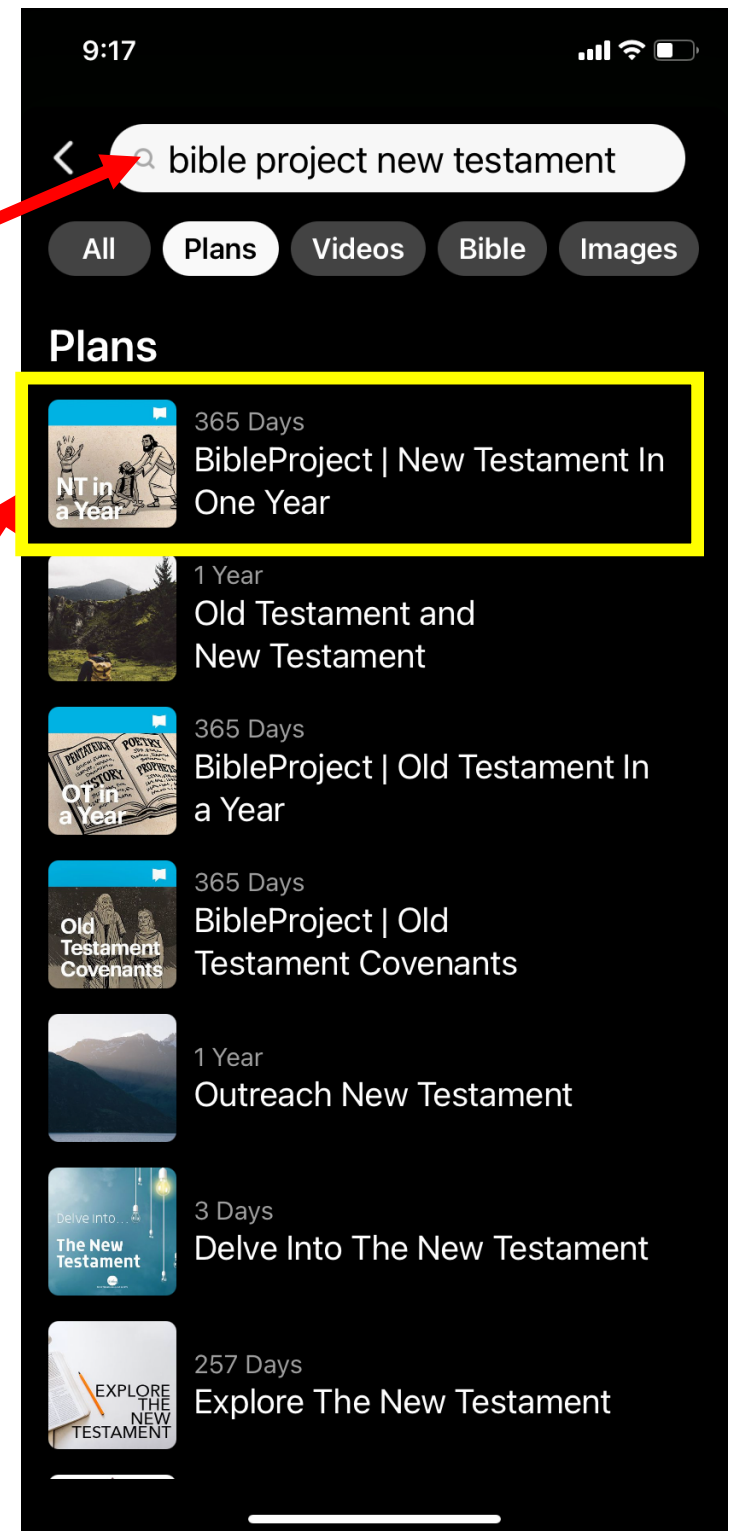 9:17
bible project new testament
All Plans Videos Bible Images
Plans
NT in
a Year
365 Days
BibleProject | New Testament In
One Year
1 Year
Old Testament and
New Testament
PENTATEUCH POETRY
HISTORY PROPHETS
OT in
a Year
365 Days
BibleProject | Old Testament In
a Year
Old
Testament
Covenants
365 Days
BibleProject | Old
Testament Covenants
1 Year
Outreach New Testament
Delve into...
The New
Testament
3 Days
Delve Into The New Testament
EXPLORE
THE
NEW
TESTAMENT
257 Days
Explore The New Testament